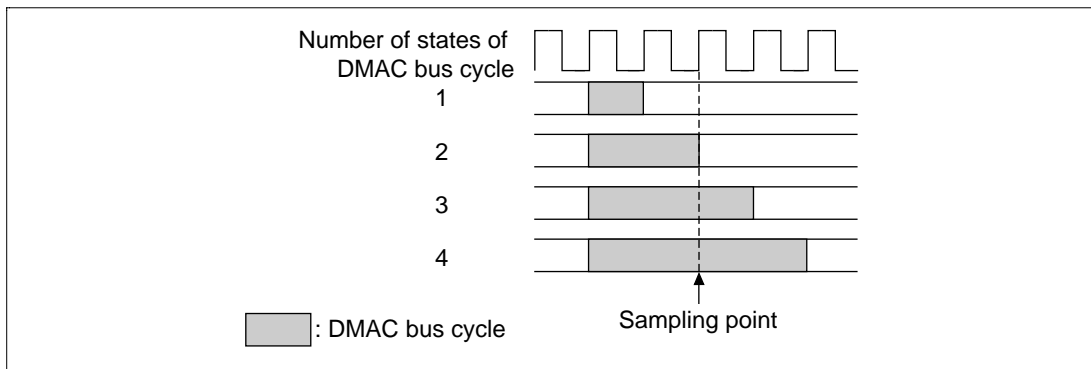 Number of states of
DMAC bus cycle
1
2
3
4
Sampling point
: DMAC bus cycle